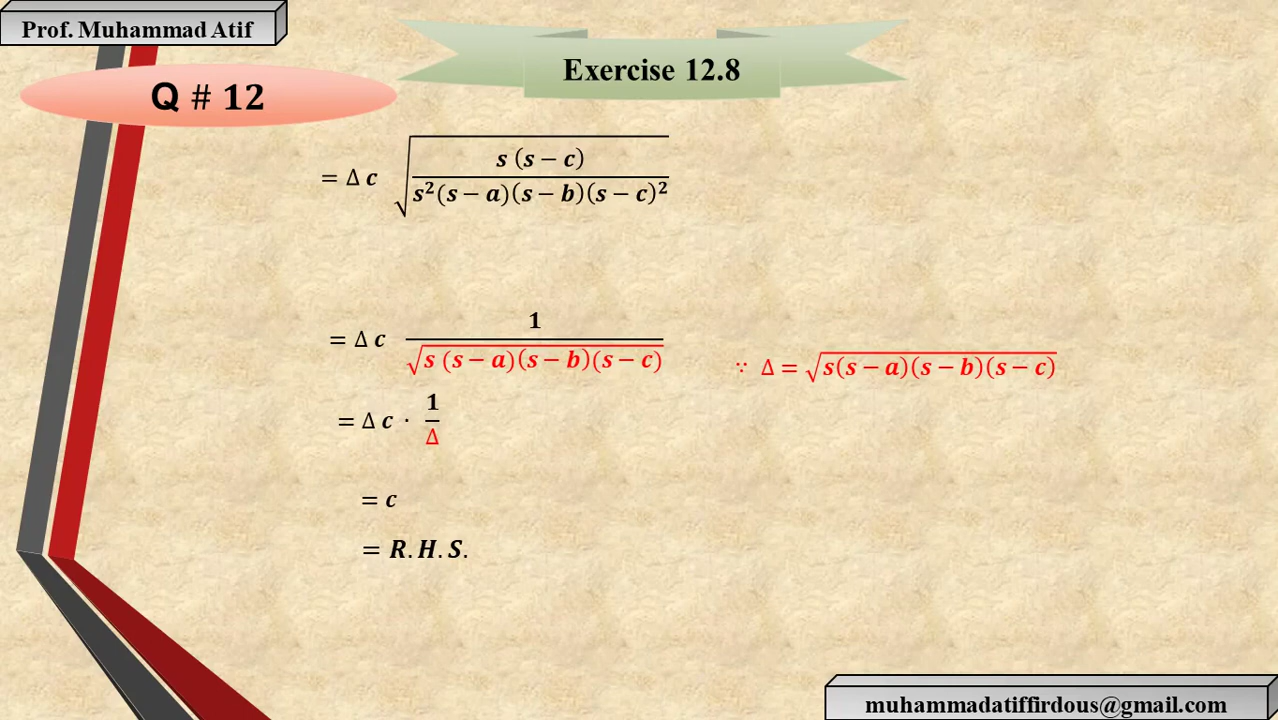 Prof. Muhammad Atif
Exercise 12.8
Q # 12
= Δ c √( s (s − c) / s²(s − a)(s − b)(s − c)² )
= Δ c 1 / √( s (s − a)(s − b)(s − c) ) ∵ Δ = √( s(s − a)(s − b)(s − c) )
= Δ c · 1 / Δ
= c
= R.H.S.
muhammadatiffirdous@gmail.com